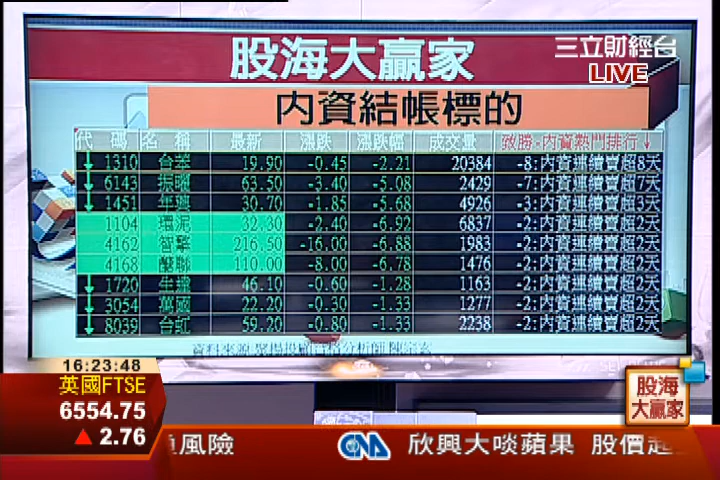 股海大贏家
三立財經台
LIVE
內資結帳標的
代 碼 名 稱 最新 漲跌 漲跌幅 成交量 致勝-內資熱門排行↓
↓ 1310 台苯 19.90 -0.45 -2.21 20384 -8:內資連續賣超8天
↓ 6143 振曜 63.50 -3.40 -5.08 2429 -7:內資連續賣超7天
↓ 1451 年興 30.70 -1.85 -5.68 4926 -3:內資連續賣超3天
1104 環泥 32.30 -2.40 -6.92 6837 -2:內資連續賣超2天
4162 智擎 216.50 -16.00 -6.88 1983 -2:內資連續賣超2天
4168 醣聯 110.00 -8.00 -6.78 1476 -2:內資連續賣超2天
↓ 1720 生達 46.10 -0.60 -1.28 1163 -2:內資連續賣超2天
↓ 3054 萬國 22.20 -0.30 -1.33 1277 -2:內資連續賣超2天
↓ 8039 台虹 59.20 -0.80 -1.33 2238 -2:內資連續賣超2天
16:23:48
英國FTSE
6554.75
▲ 2.76
股海
大贏家
風險 CNA 欣興大啖蘋果 股價起